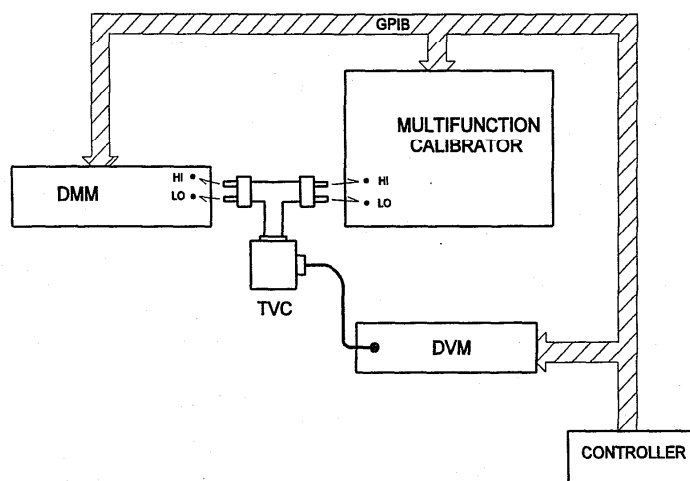 GPIB
MULTIFUNCTION
CALIBRATOR
HI
LO
DMM
HI
LO
TVC
DVM
CONTROLLER